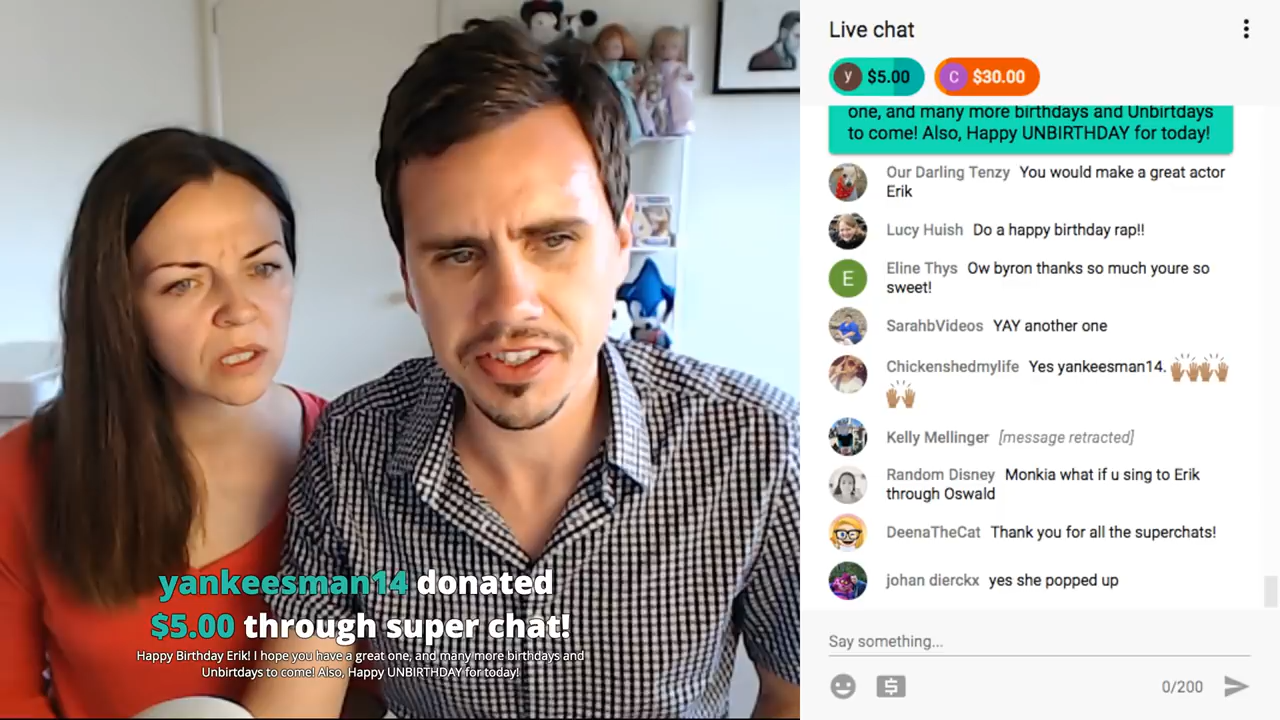 yankeesman14 donated
$5.00 through super chat!
Happy Birthday Erik! I hope you have a great one, and many more birthdays and
Unbirtdays to come! Also, Happy UNBIRTHDAY for today!
Live chat
y $5.00 C $30.00
one, and many more birthdays and Unbirtdays
to come! Also, Happy UNBIRTHDAY for today!
Our Darling Tenzy You would make a great actor
Erik
Lucy Huish Do a happy birthday rap!!
E Eline Thys Ow byron thanks so much youre so
sweet!
SarahbVideos YAY another one
Chickenshedmylife Yes yankeesman14. 🙌🏽🙌🏽
🙌🏽
Kelly Mellinger [message retracted]
Random Disney Monkia what if u sing to Erik
through Oswald
DeenaTheCat Thank you for all the superchats!
johan dierckx yes she popped up
Say something...
0/200